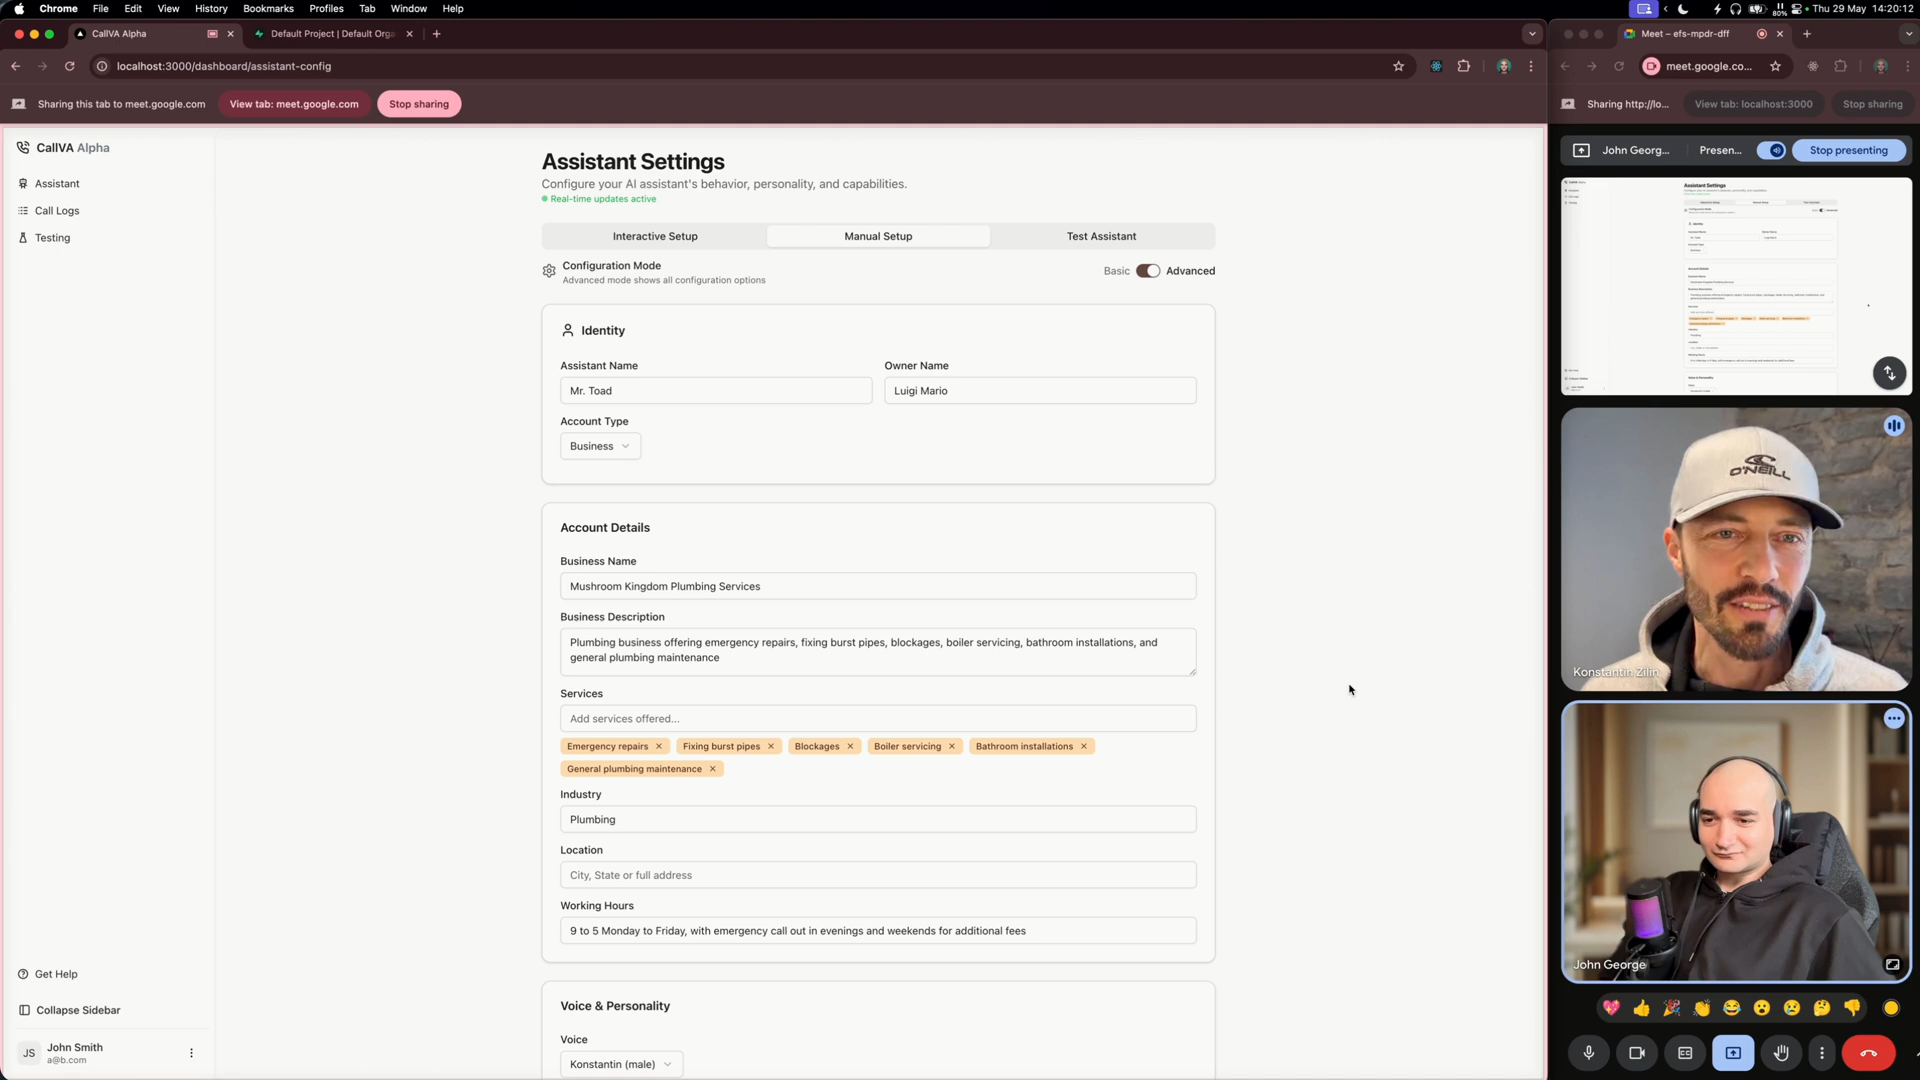 Chrome File Edit View History Bookmarks Profiles Tab Window Help
80% Thu 29 May 14:20:12
CallVA Alpha
Default Project | Default Orga
Meet – efs-mpdr-dff
localhost:3000/dashboard/assistant-config
meet.google.co...
Sharing this tab to meet.google.com
View tab: meet.google.com
Stop sharing
Sharing http://lo...
View tab: localhost:3000
Stop sharing
CallVA Alpha
Assistant
Call Logs
Testing
Get Help
Collapse Sidebar
JS
John Smith
a@b.com
Assistant Settings
Configure your AI assistant's behavior, personality, and capabilities.
Real-time updates active
Interactive Setup
Manual Setup
Test Assistant
Configuration Mode
Advanced mode shows all configuration options
Basic
Advanced
Identity
Assistant Name
Mr. Toad
Owner Name
Luigi Mario
Account Type
Business
Account Details
Business Name
Mushroom Kingdom Plumbing Services
Business Description
Plumbing business offering emergency repairs, fixing burst pipes, blockages, boiler servicing, bathroom installations, and
general plumbing maintenance
Services
Add services offered...
Emergency repairs
Fixing burst pipes
Blockages
Boiler servicing
Bathroom installations
General plumbing maintenance
Industry
Plumbing
Location
City, State or full address
Working Hours
9 to 5 Monday to Friday, with emergency call out in evenings and weekends for additional fees
Voice & Personality
Voice
Konstantin (male)
John Georg...
Presen...
Stop presenting
Assistant Settings
O'NEILL
Konstantin Zilin
John George